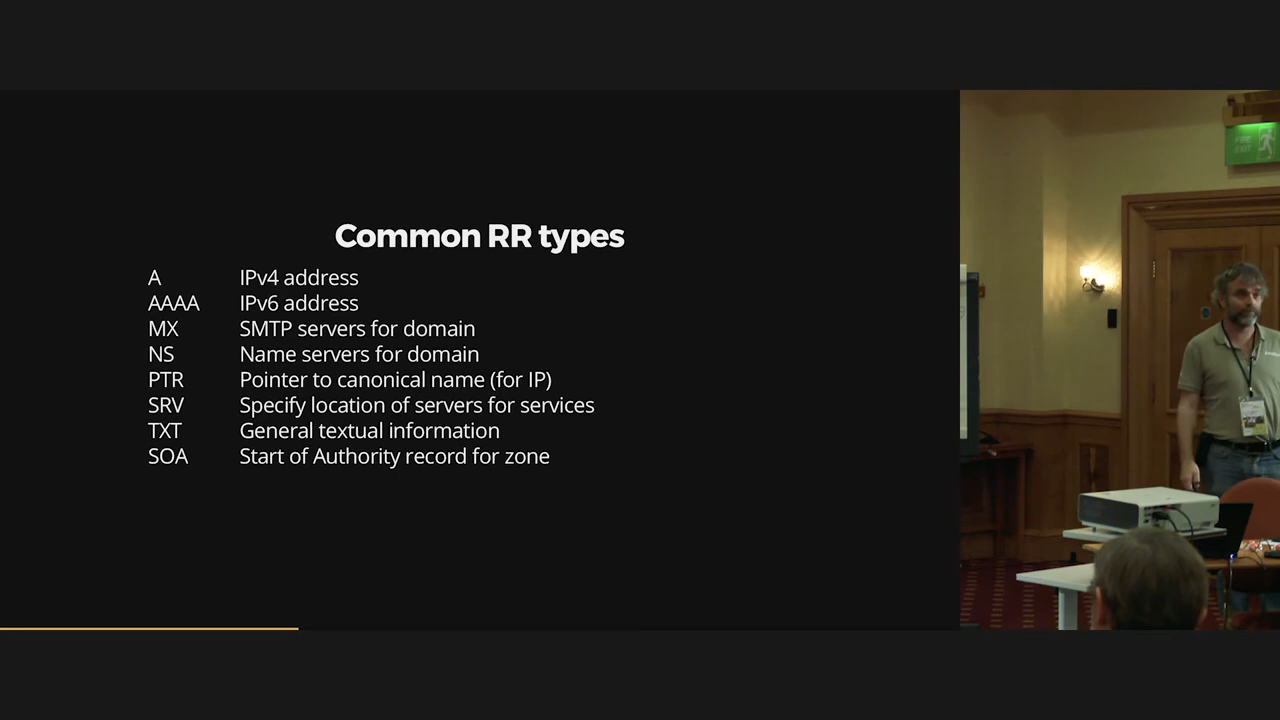 Common RR types
A IPv4 address
AAAA IPv6 address
MX SMTP servers for domain
NS Name servers for domain
PTR Pointer to canonical name (for IP)
SRV Specify location of servers for services
TXT General textual information
SOA Start of Authority record for zone
FIRE
EXIT